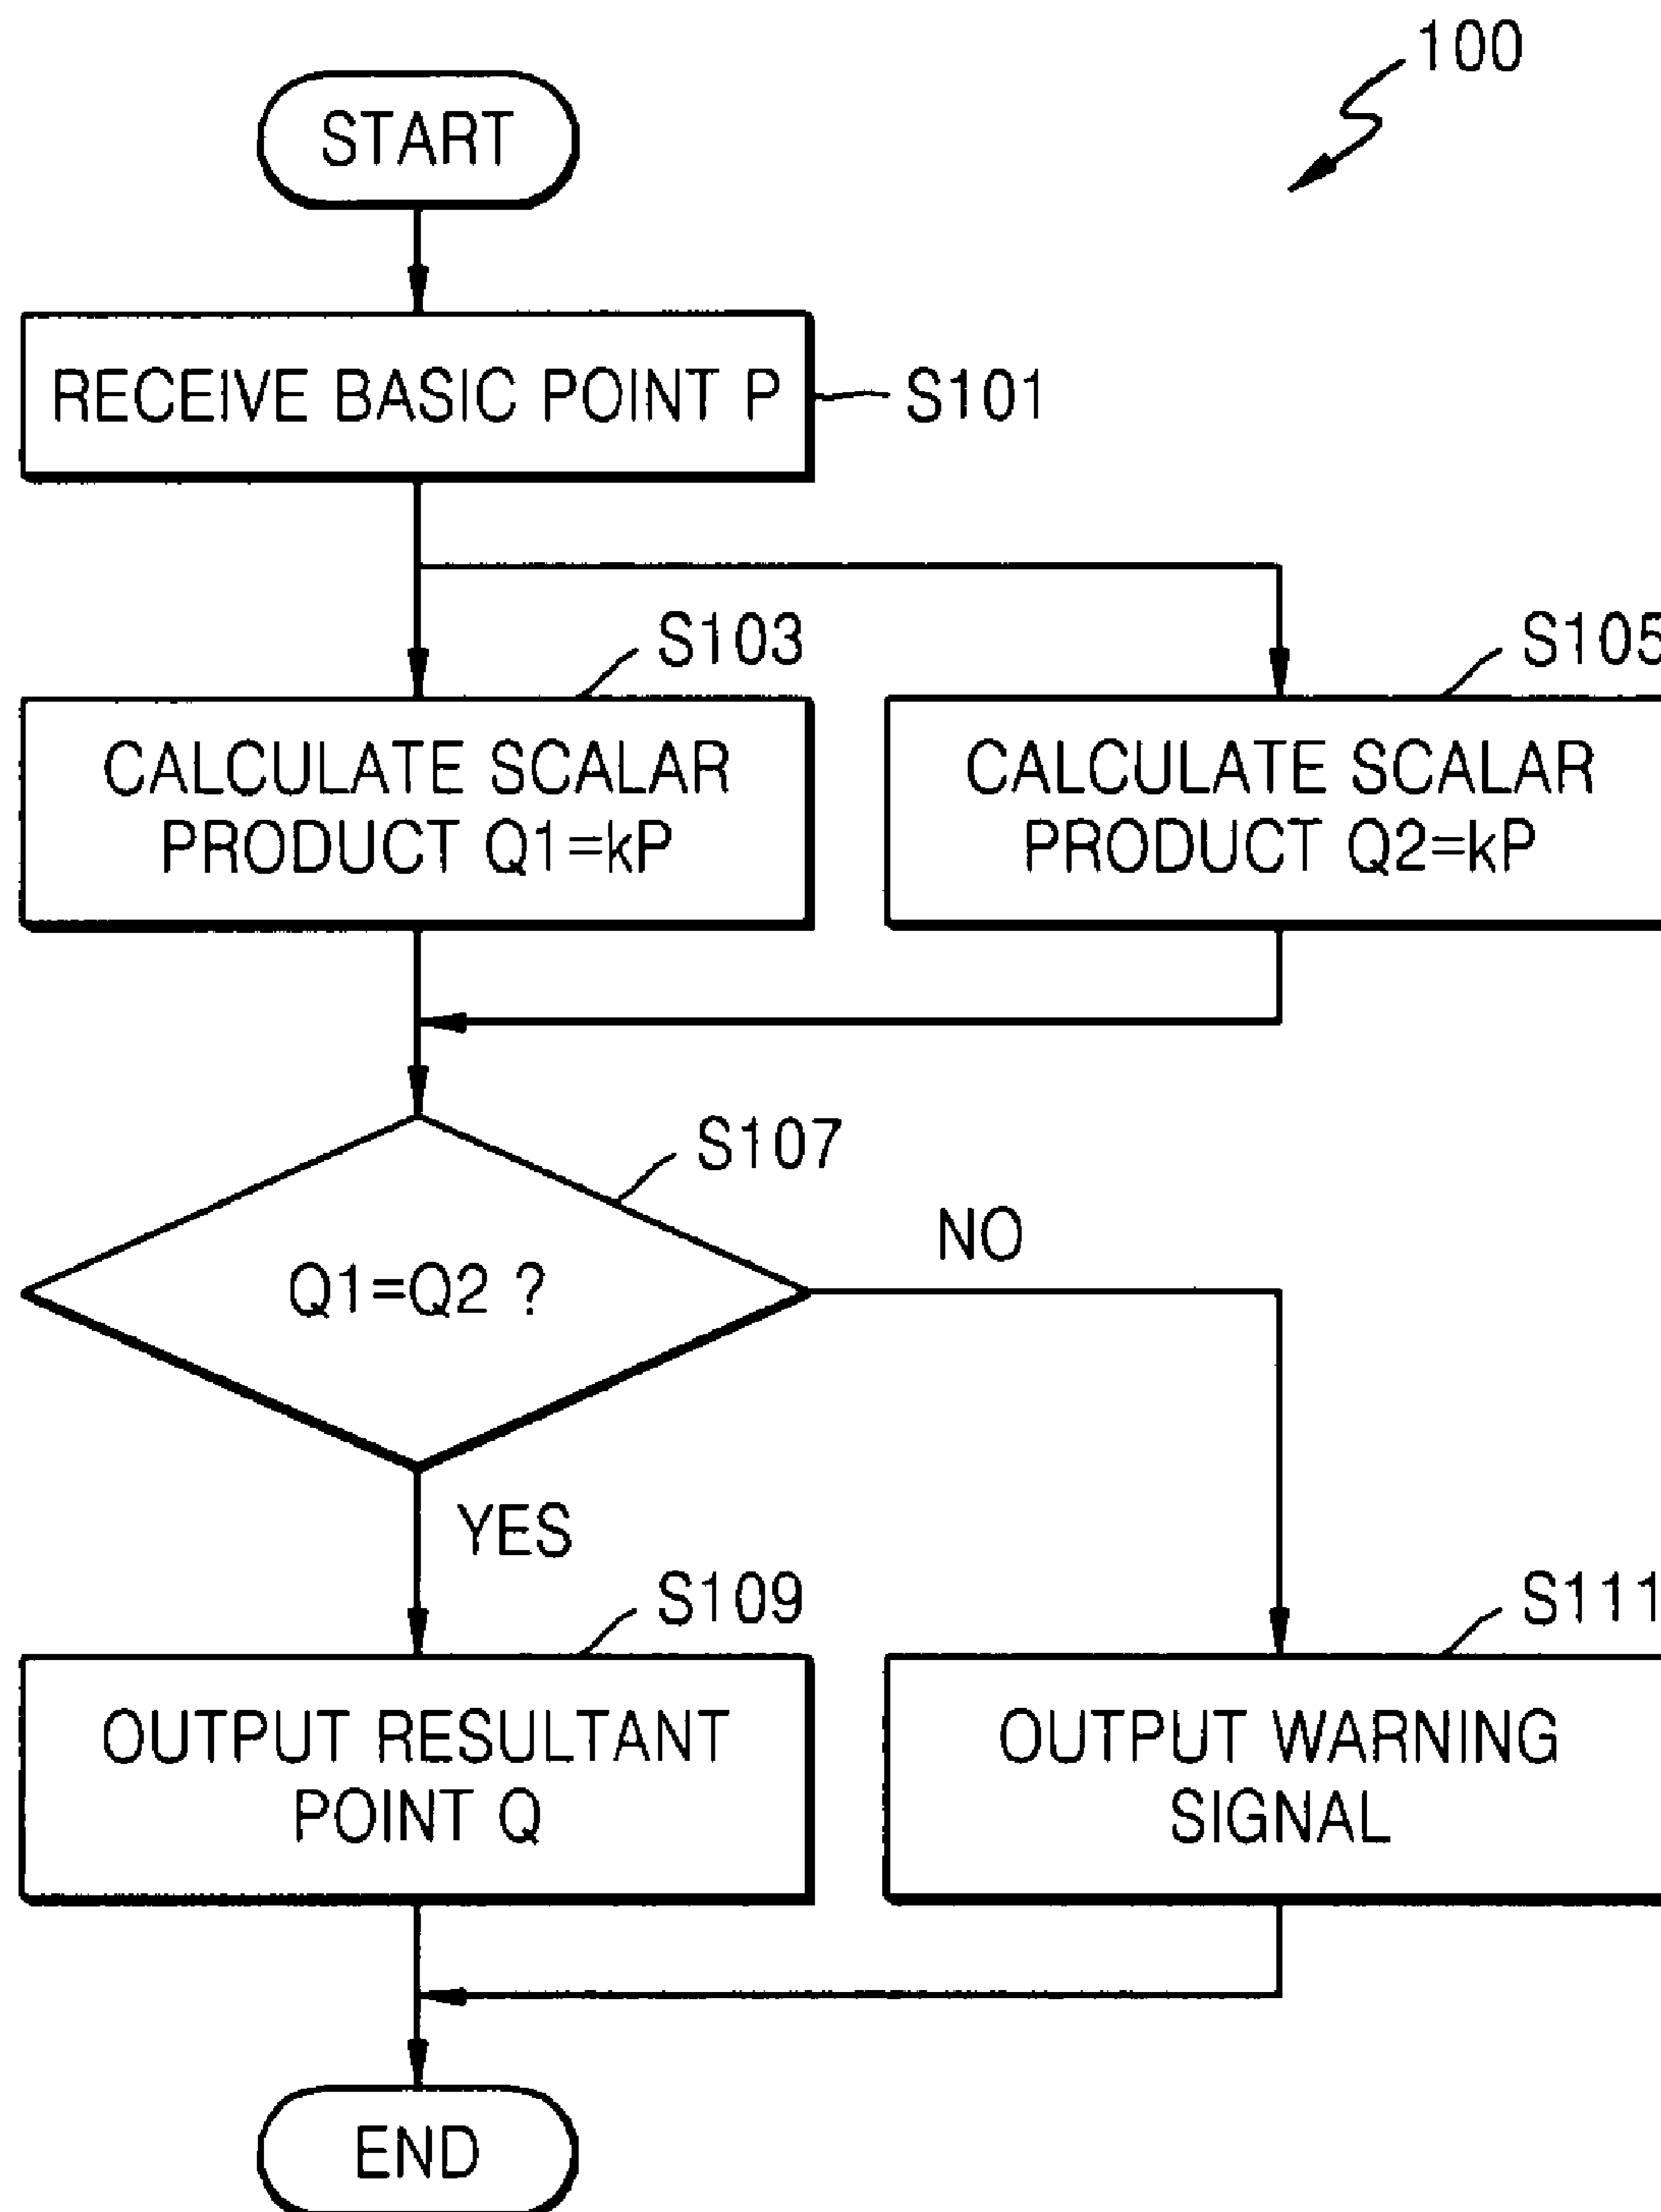 100
START
RECEIVE BASIC POINT P
S101
S103
S105
CALCULATE SCALAR
PRODUCT Q1=kP
CALCULATE SCALAR
PRODUCT Q2=kP
S107
Q1=Q2 ?
NO
YES
S109
S111
OUTPUT RESULTANT
POINT Q
OUTPUT WARNING
SIGNAL
END